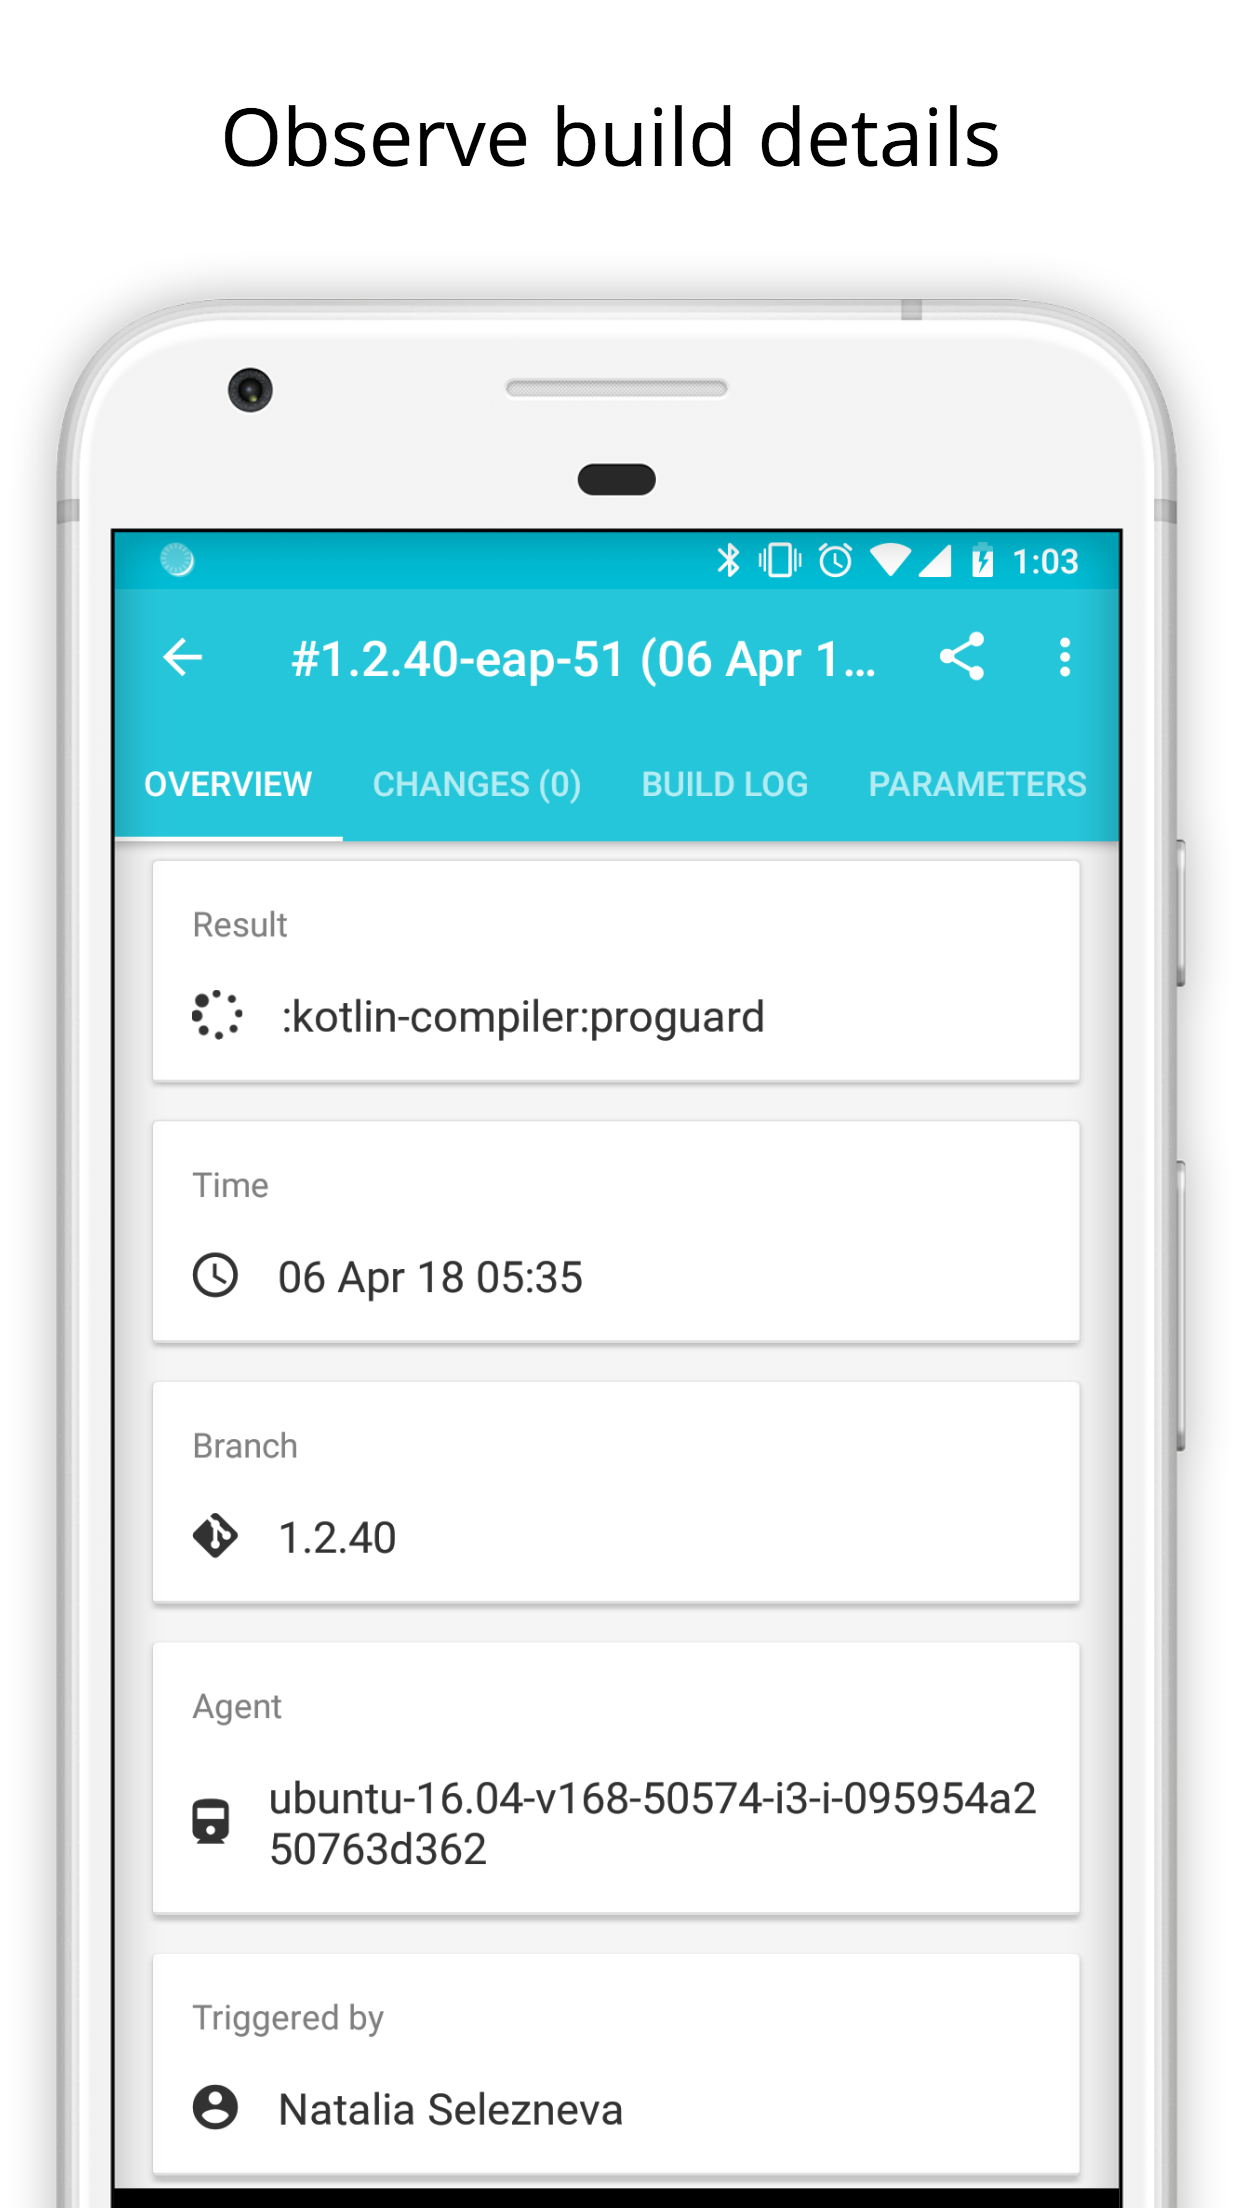 Observe build details
1:03
#1.2.40-eap-51 (06 Apr 1...
OVERVIEW CHANGES (0) BUILD LOG PARAMETERS
Result
:kotlin-compiler:proguard
Time
06 Apr 18 05:35
Branch
1.2.40
Agent
ubuntu-16.04-v168-50574-i3-i-095954a2
50763d362
Triggered by
Natalia Selezneva